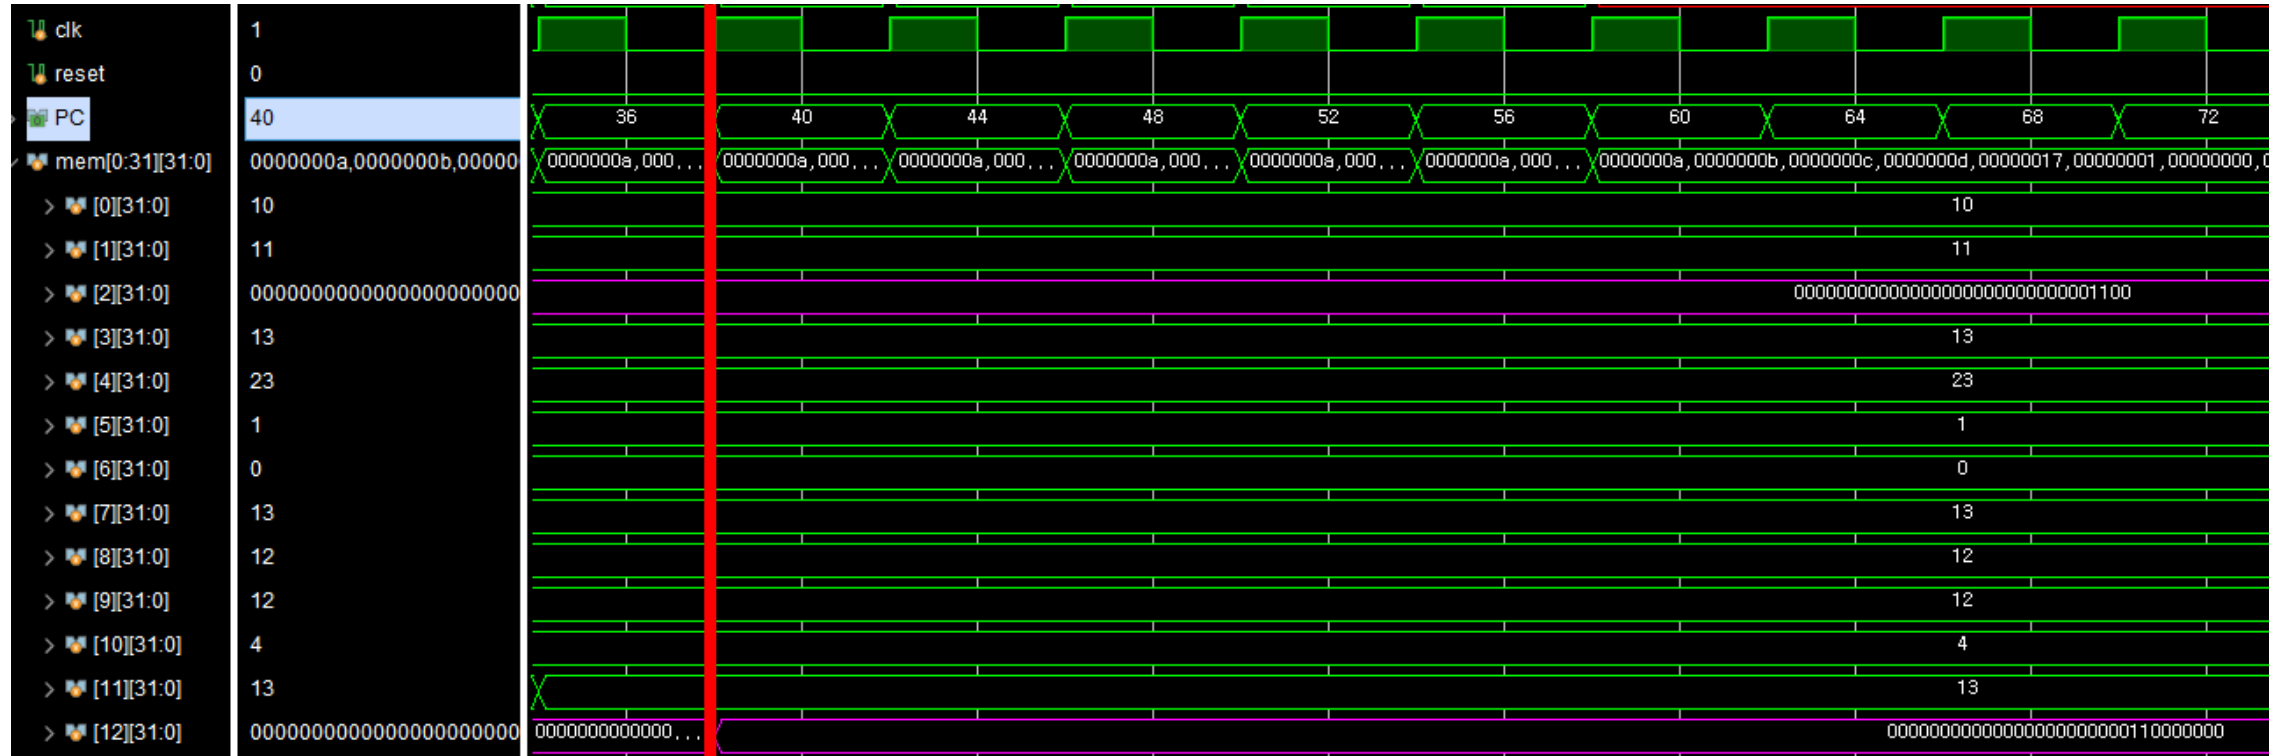 clk 1
reset 0
PC 40 36 40 44 48 52 56 60 64 68 72
mem[0:31][31:0] 0000000a,0000000b,00000 0000000a,000... 0000000a,000... 0000000a,000... 0000000a,000... 0000000a,000... 0000000a,000... 0000000a,0000000b,0000000c,0000000d,00000017,00000001,00000000,0
[0][31:0] 10 10
[1][31:0] 11 11
[2][31:0] 0000000000000000000000 00000000000000000000000000001100
[3][31:0] 13 13
[4][31:0] 23 23
[5][31:0] 1 1
[6][31:0] 0 0
[7][31:0] 13 13
[8][31:0] 12 12
[9][31:0] 12 12
[10][31:0] 4 4
[11][31:0] 13 13
[12][31:0] 0000000000000000000000 0000000000000... 00000000000000000000000110000000